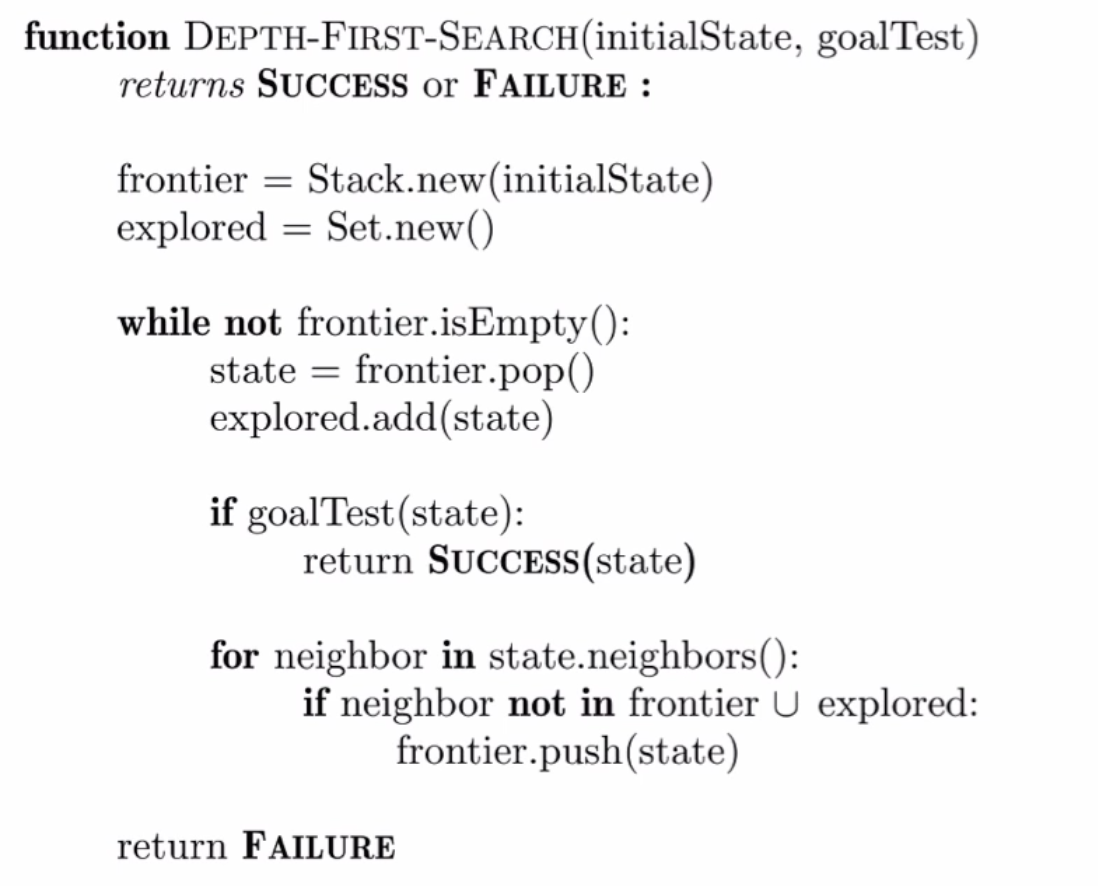 function DEPTH-FIRST-SEARCH(initialState, goalTest)
returns SUCCESS or FAILURE :
frontier = Stack.new(initialState)
explored = Set.new()
while not frontier.isEmpty():
state = frontier.pop()
explored.add(state)
if goalTest(state):
return SUCCESS(state)
for neighbor in state.neighbors():
if neighbor not in frontier ∪ explored:
frontier.push(state)
return FAILURE